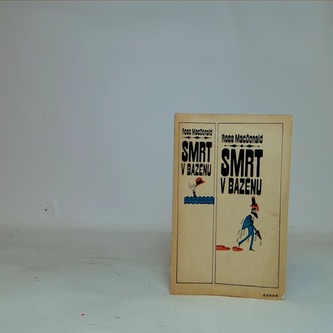 Ross MacDonald
SMRT
V BAZÉNU
Ross MacDonald
SMRT
V BAZÉNU
ODEON